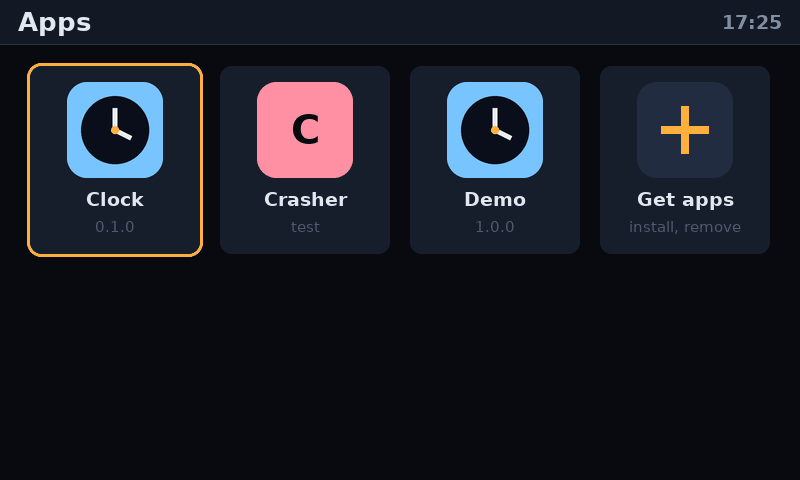 Apps
17:25
C
Clock
Crasher
Demo
Get apps
0.1.0
test
1.0.0
install, remove